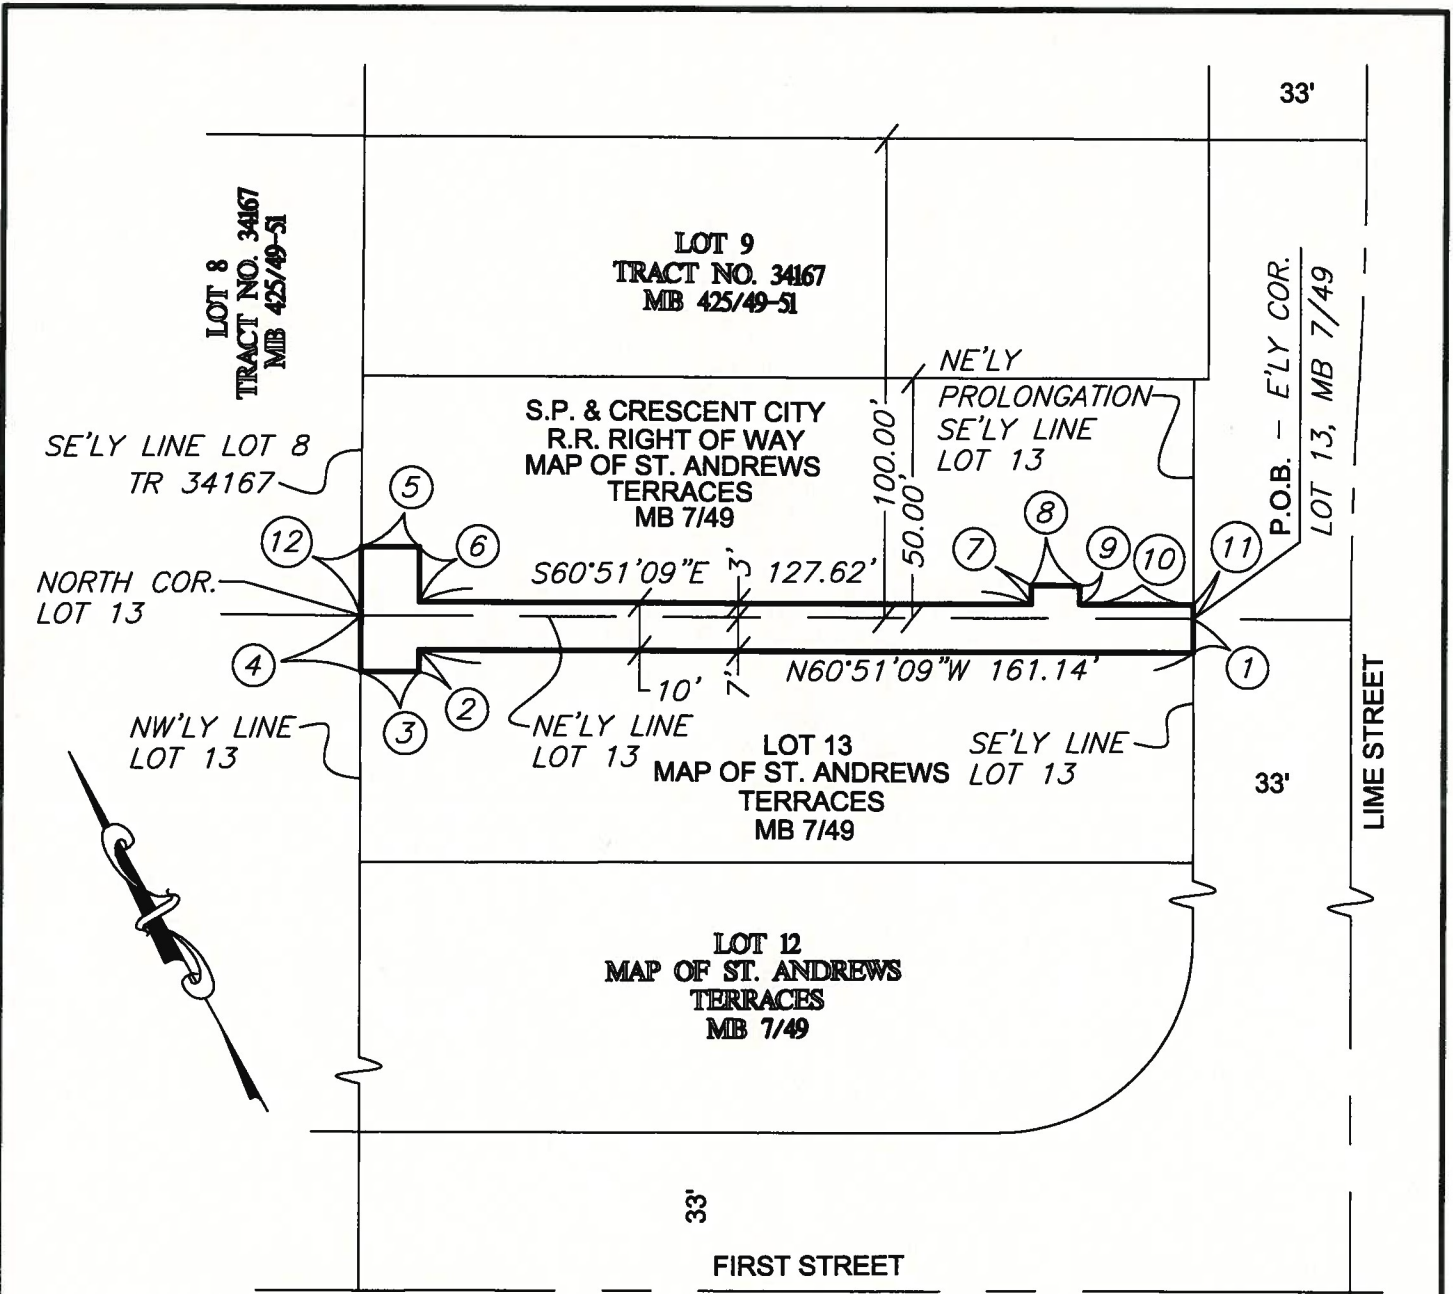 33'
LOT 8
TRACT NO. 34167
MB 425/49-51
LOT 9
TRACT NO. 34167
MB 425/49-51
NE'LY
PROLONGATION
SE'LY LINE
LOT 13
P.O.B. - E'LY COR.
LOT 13, MB 7/49
S.P. & CRESCENT CITY
R.R. RIGHT OF WAY
MAP OF ST. ANDREWS
TERRACES
MB 7/49
100.00'
50.00'
SE'LY LINE LOT 8
TR 34167
5
12
6
7
8
9
10
11
NORTH COR.
LOT 13
S60°51'09"E
3'
127.62'
4
3
2
1
10'
7'
N60°51'09"W 161.14'
NW'LY LINE
LOT 13
NE'LY LINE
LOT 13
LOT 13
MAP OF ST. ANDREWS
TERRACES
MB 7/49
SE'LY LINE
LOT 13
33'
LIME STREET
LOT 12
MAP OF ST. ANDREWS
TERRACES
MB 7/49
33'
FIRST STREET